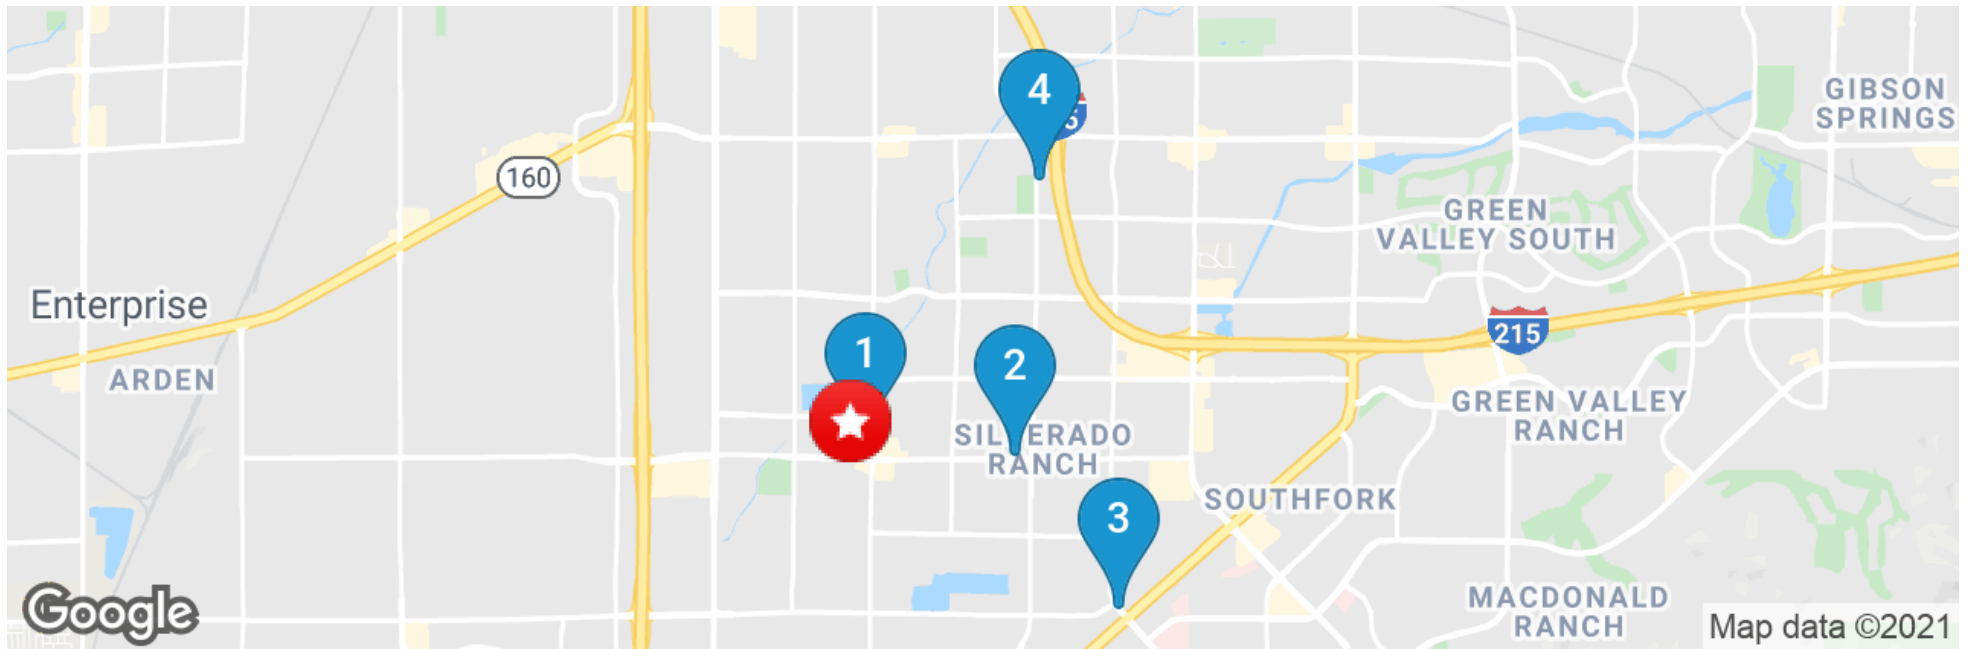 4
5
GIBSON
SPRINGS
160
GREEN
VALLEY SOUTH
Enterprise
215
1
2
ARDEN
GREEN VALLEY
RANCH
RANCH
SOUTHFORK
3
MACDONALD
RANCH
Google
Map data ©2021